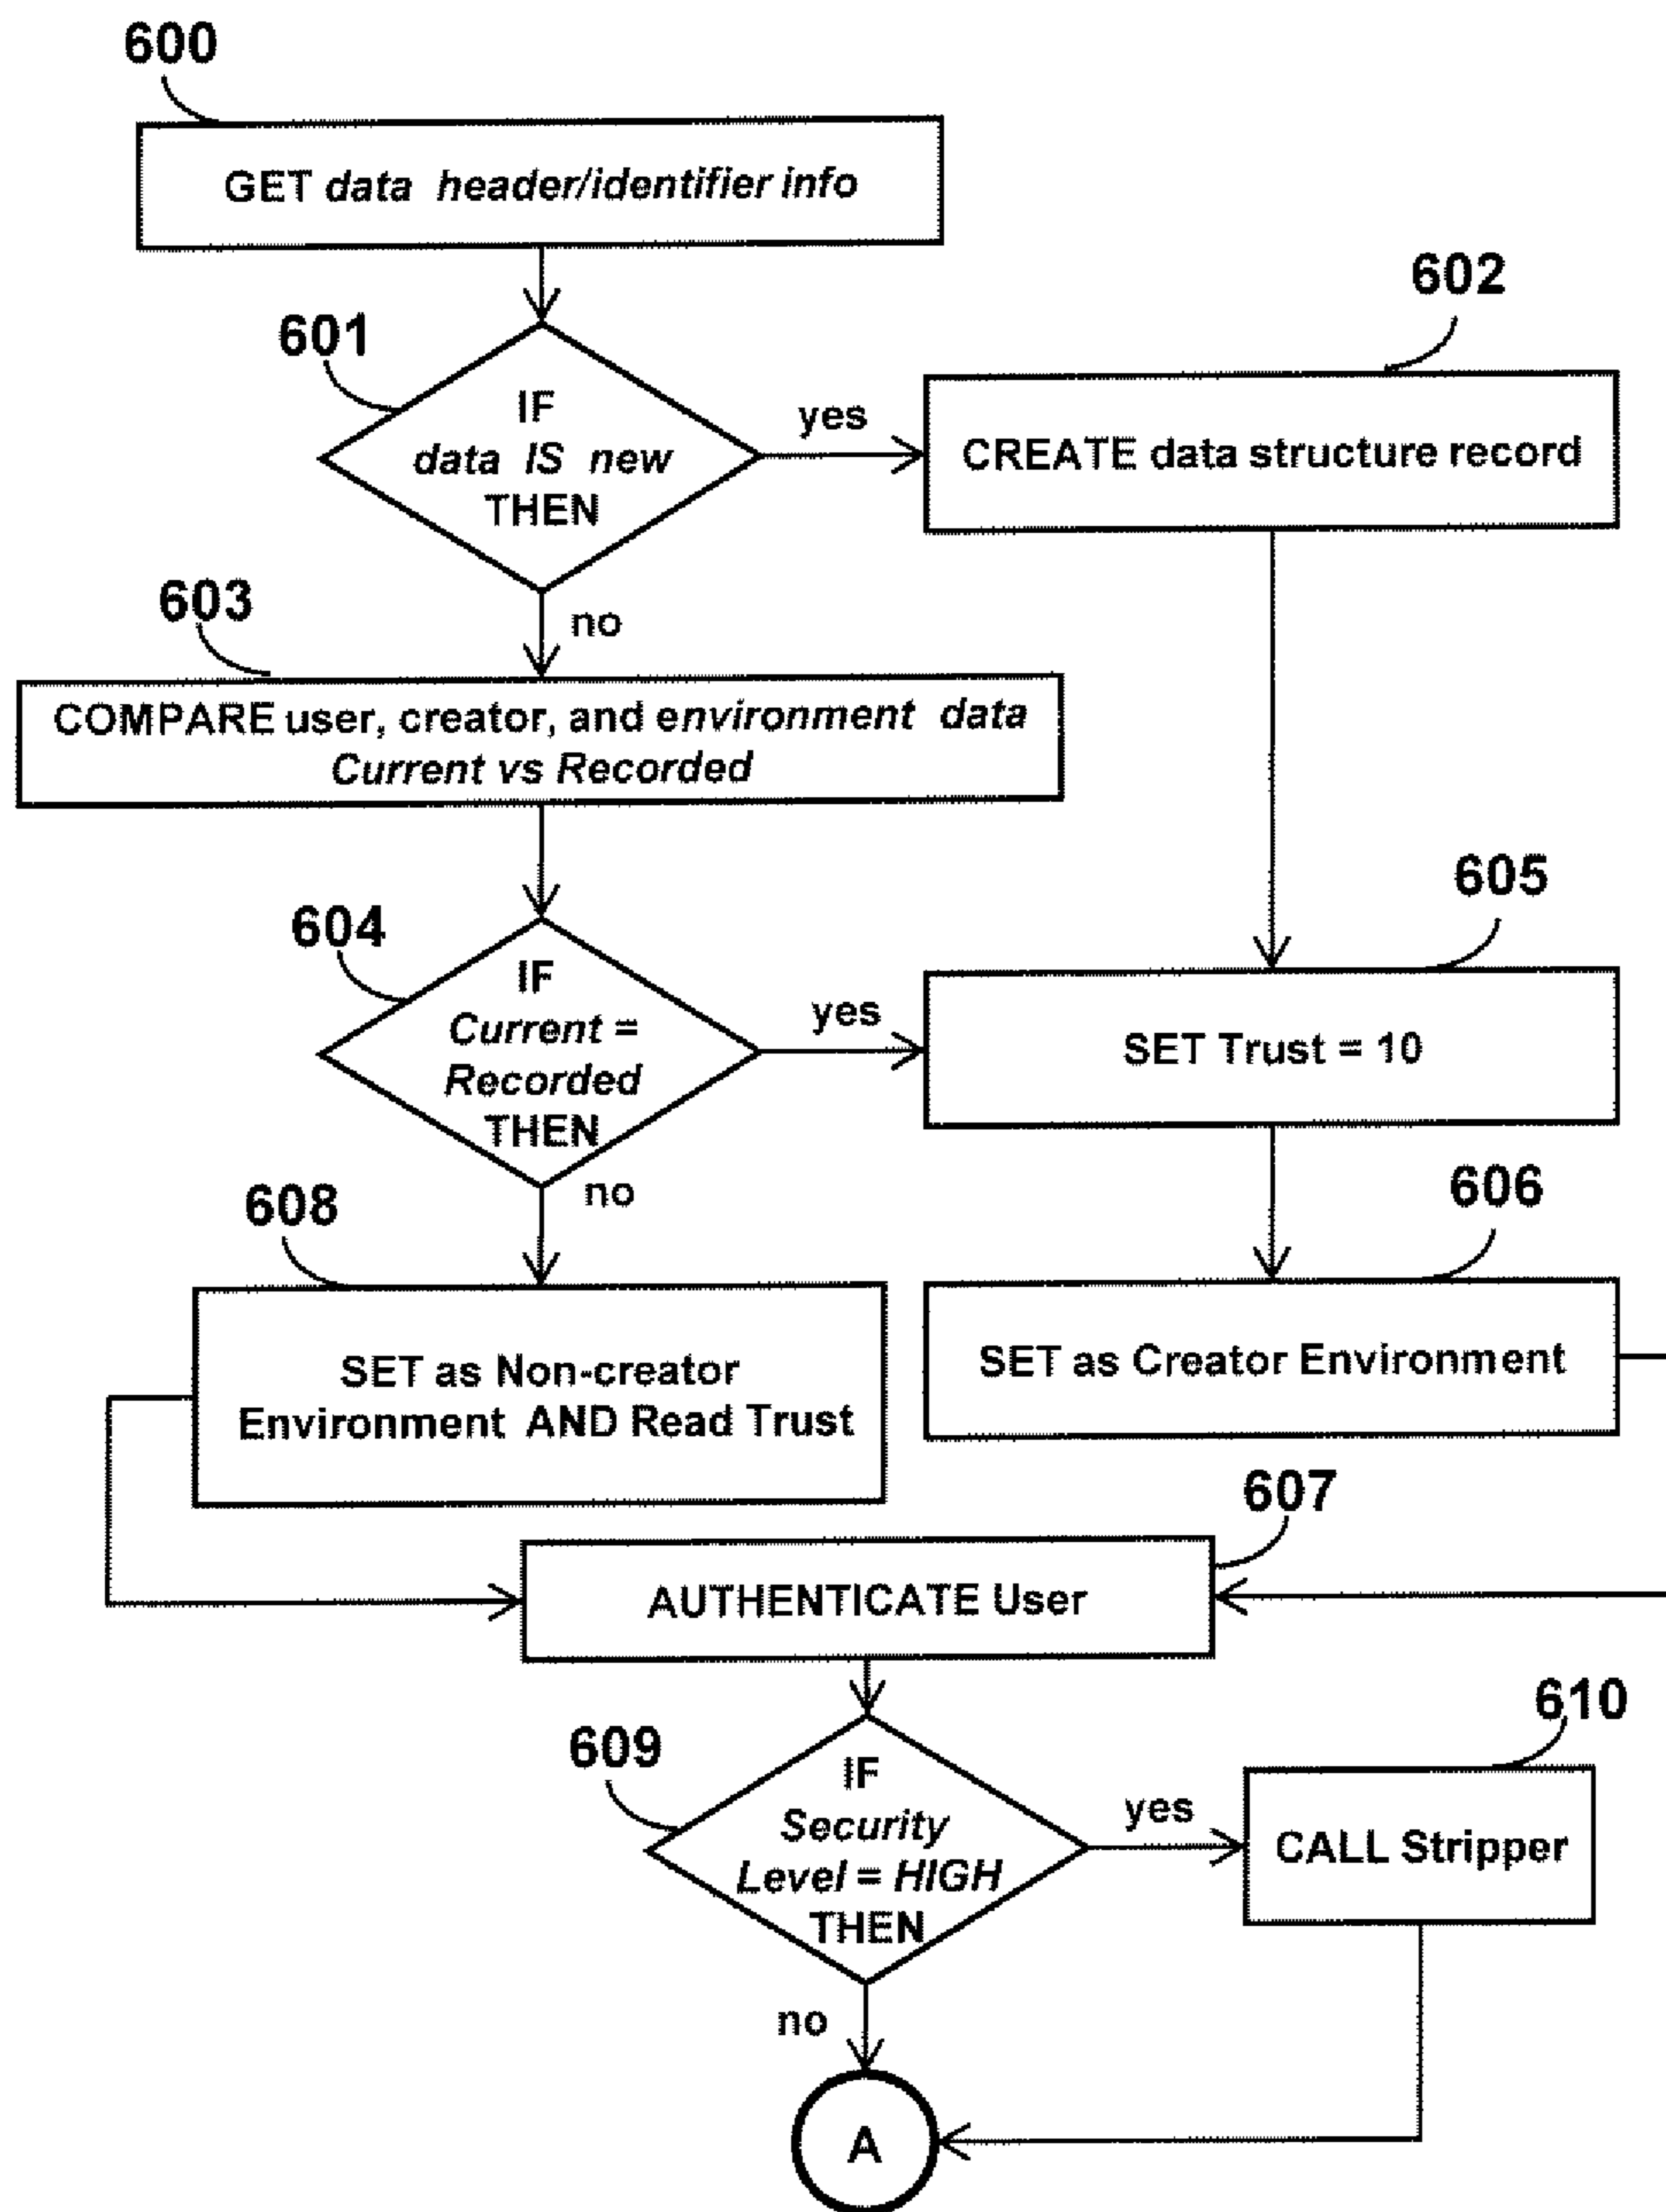 600
GET data header/identifier info
601
IF
data IS new
THEN
yes
602
CREATE data structure record
no
603
COMPARE user, creator, and environment data
Current vs Recorded
604
IF
Current =
Recorded
THEN
yes
605
SET Trust = 10
no
608
SET as Non-creator
Environment AND Read Trust
606
SET as Creator Environment
607
AUTHENTICATE User
609
IF
Security
Level = HIGH
THEN
yes
610
CALL Stripper
no
A